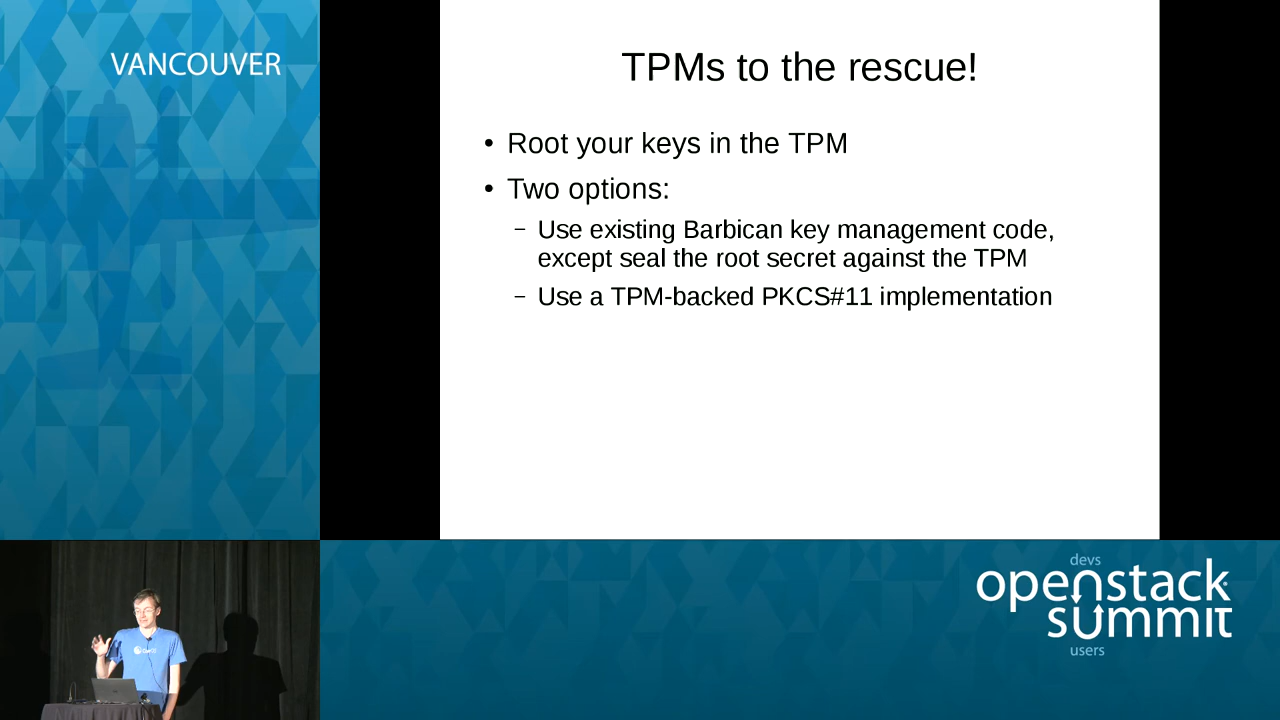 VANCOUVER
TPMs to the rescue!
• Root your keys in the TPM
• Two options:
– Use existing Barbican key management code,
except seal the root secret against the TPM
– Use a TPM-backed PKCS#11 implementation
devs
openstack
summit
users